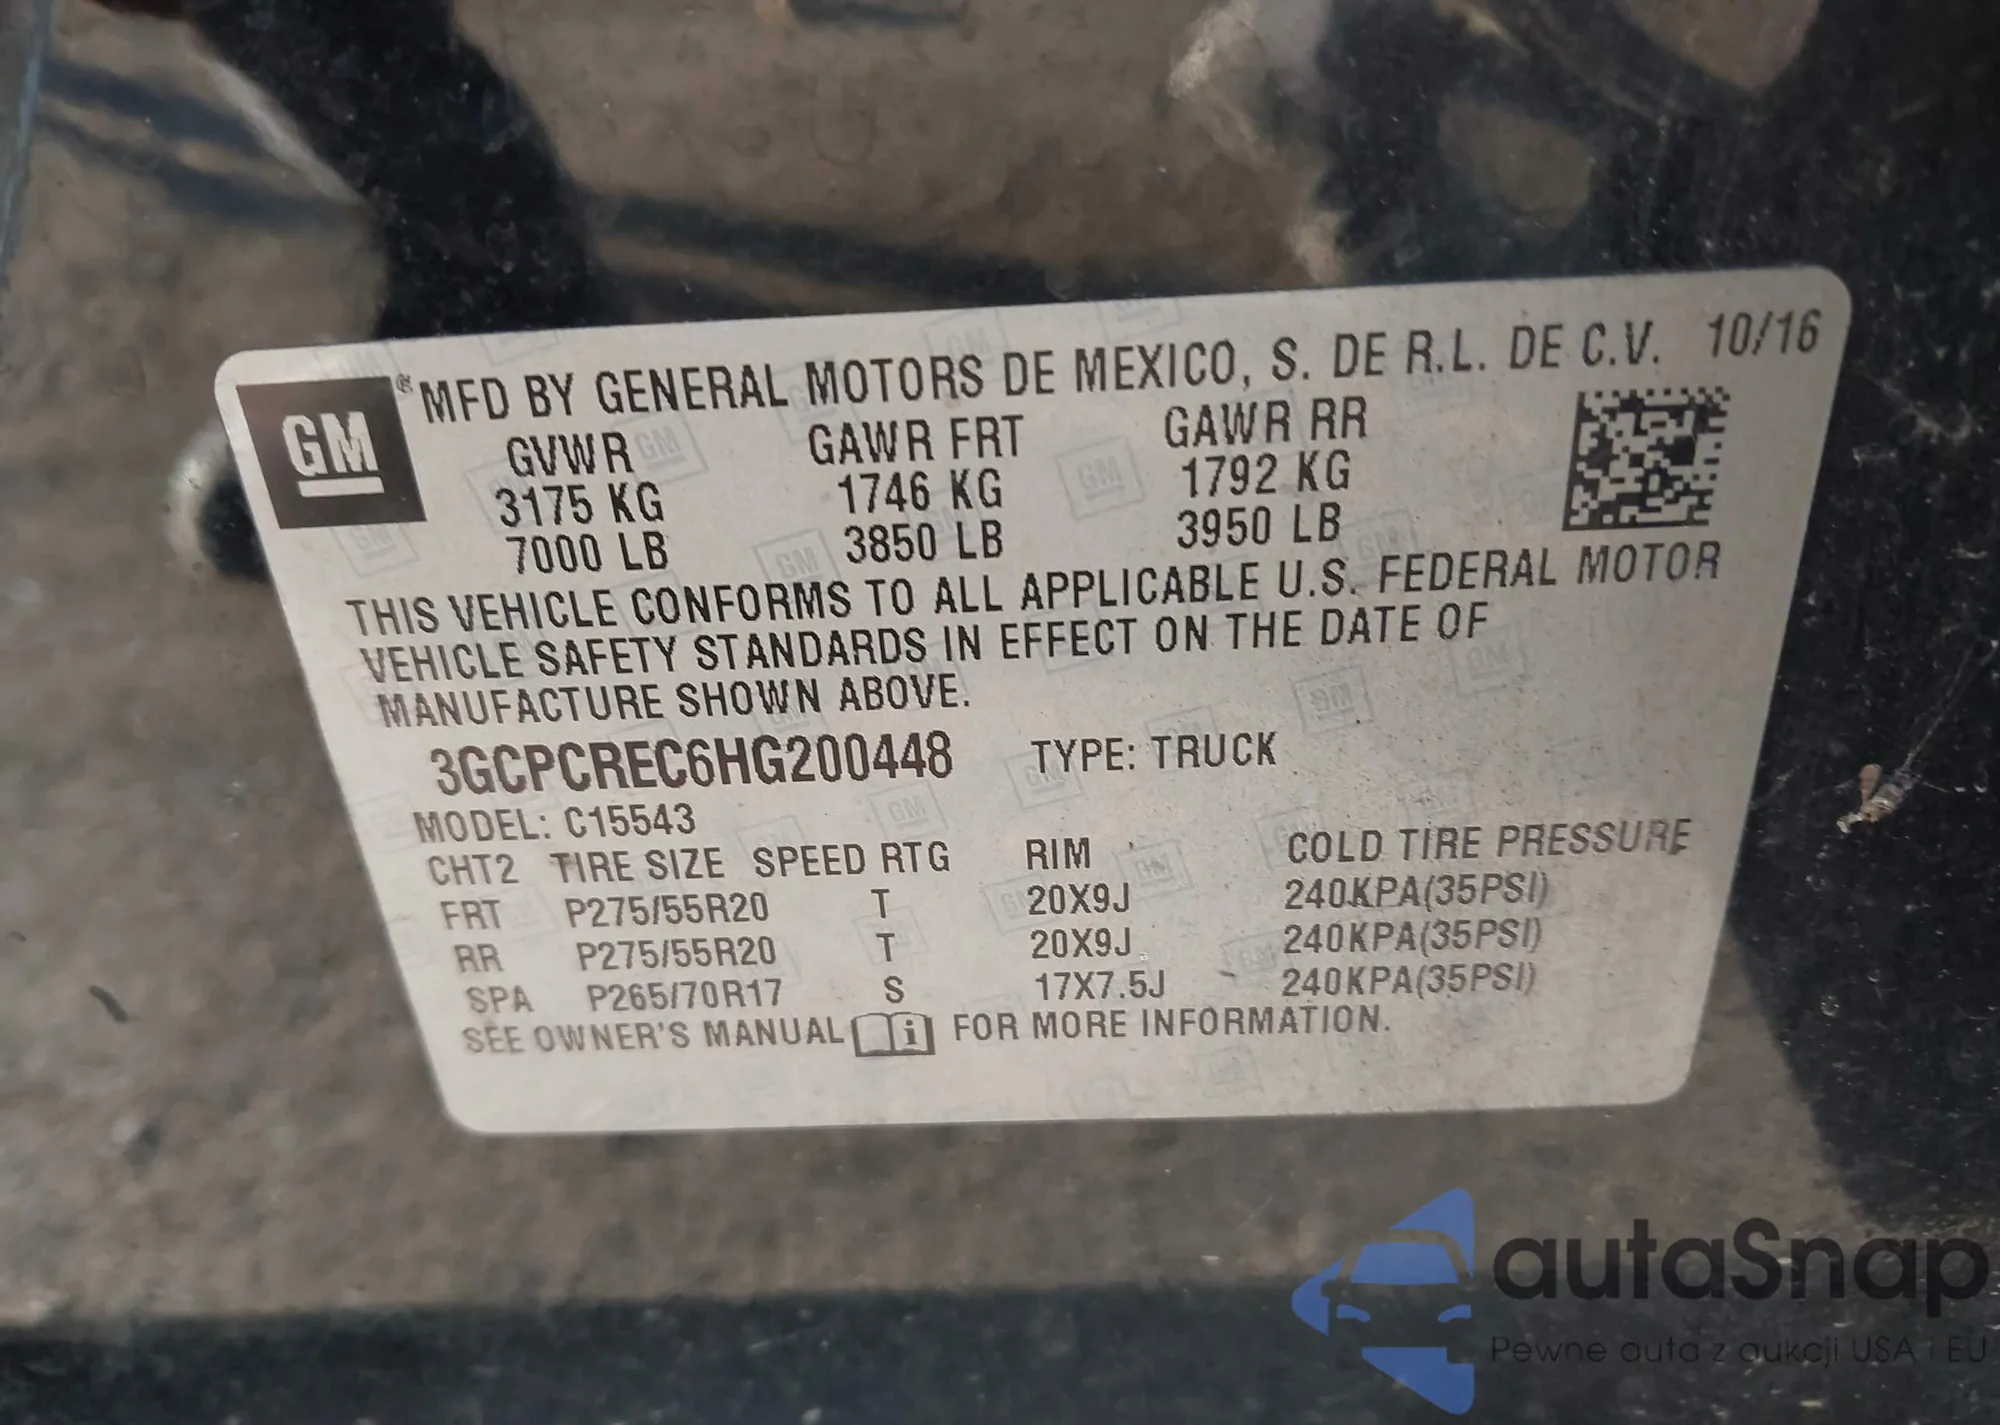 GM
® MFD BY GENERAL MOTORS DE MEXICO, S. DE R.L. DE C.V. 10/16
GVWR GAWR FRT GAWR RR
3175 KG 1746 KG 1792 KG
7000 LB 3850 LB 3950 LB
THIS VEHICLE CONFORMS TO ALL APPLICABLE U.S. FEDERAL MOTOR
VEHICLE SAFETY STANDARDS IN EFFECT ON THE DATE OF
MANUFACTURE SHOWN ABOVE.
3GCPCREC6HG200448 TYPE: TRUCK
MODEL: C15543
CHT2 TIRE SIZE SPEED RTG RIM COLD TIRE PRESSURE
FRT P275/55R20 T 20X9J 240KPA(35PSI)
RR P275/55R20 T 20X9J 240KPA(35PSI)
SPA P265/70R17 S 17X7.5J 240KPA(35PSI)
SEE OWNER'S MANUAL i FOR MORE INFORMATION.
autaSnap
Pewne auta z aukcji USA i EU